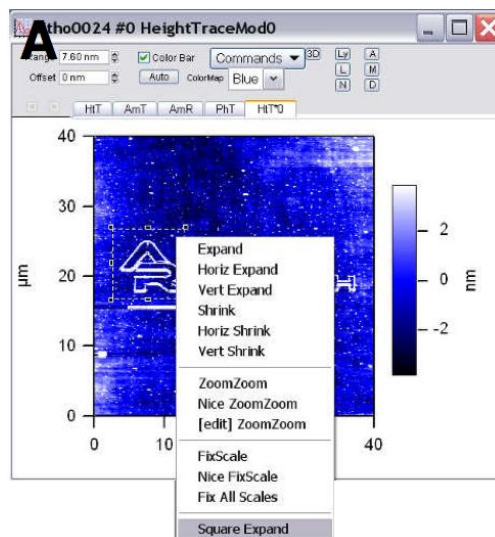 A
tho0024 #0 HeightTraceMod0
7.60 nm
Color Bar
Commands
3D
Ly
A
Offset
0 nm
Auto
ColorMap
Blue
L
M
N
D
HtT
AmT
AmR
PhT
HtT*0
40
30
20
10
0
µm
0
10
40
2
0
-2
nm
Expand
Horiz Expand
Vert Expand
Shrink
Horiz Shrink
Vert Shrink
ZoomZoom
Nice ZoomZoom
[edit] ZoomZoom
FixScale
Nice FixScale
Fix All Scales
Square Expand